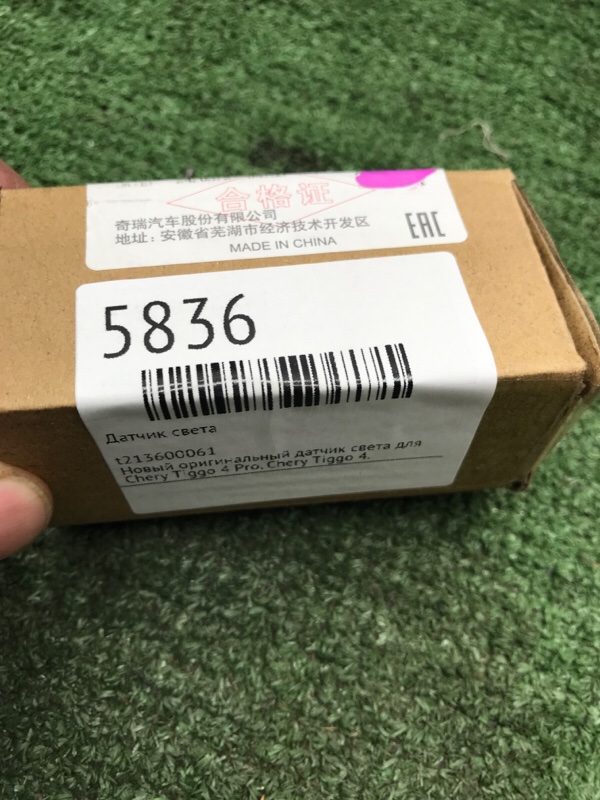 合格证
奇瑞汽车股份有限公司
地址：安徽省芜湖市经济技术开发区
MADE IN CHINA
EAC
5836
Датчик света
t213600061
Новый оригинальный датчик света для
Chery Tiggo 4 Pro, Chery Tiggo 4.